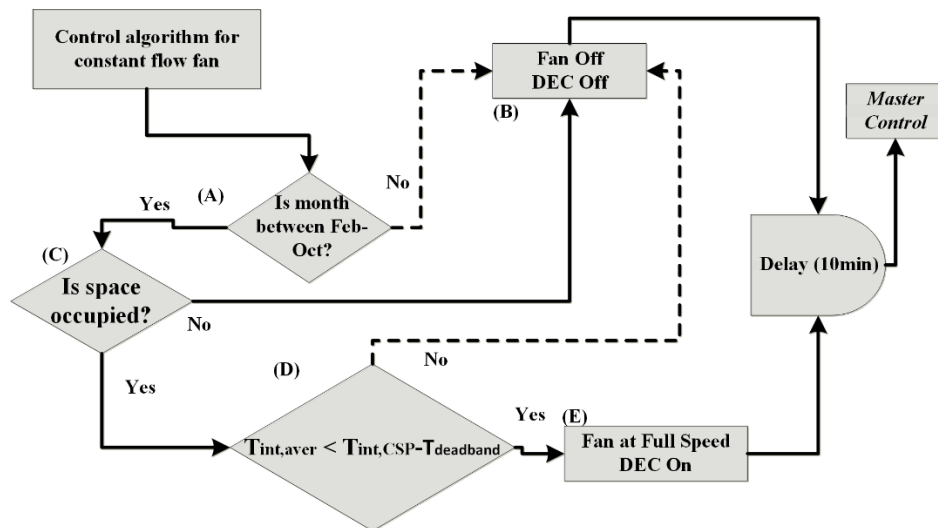 Control algorithm for
constant flow fan
Fan Off
DEC Off
(B)
Master
Control
No
(A)
Yes
Is month
between Feb-
Oct?
(C)
Is space
occupied?
No
Delay (10min)
Yes
(D)
No
Tint,aver < Tint,CSP-Tdeadband
Yes
(E)
Fan at Full Speed
DEC On